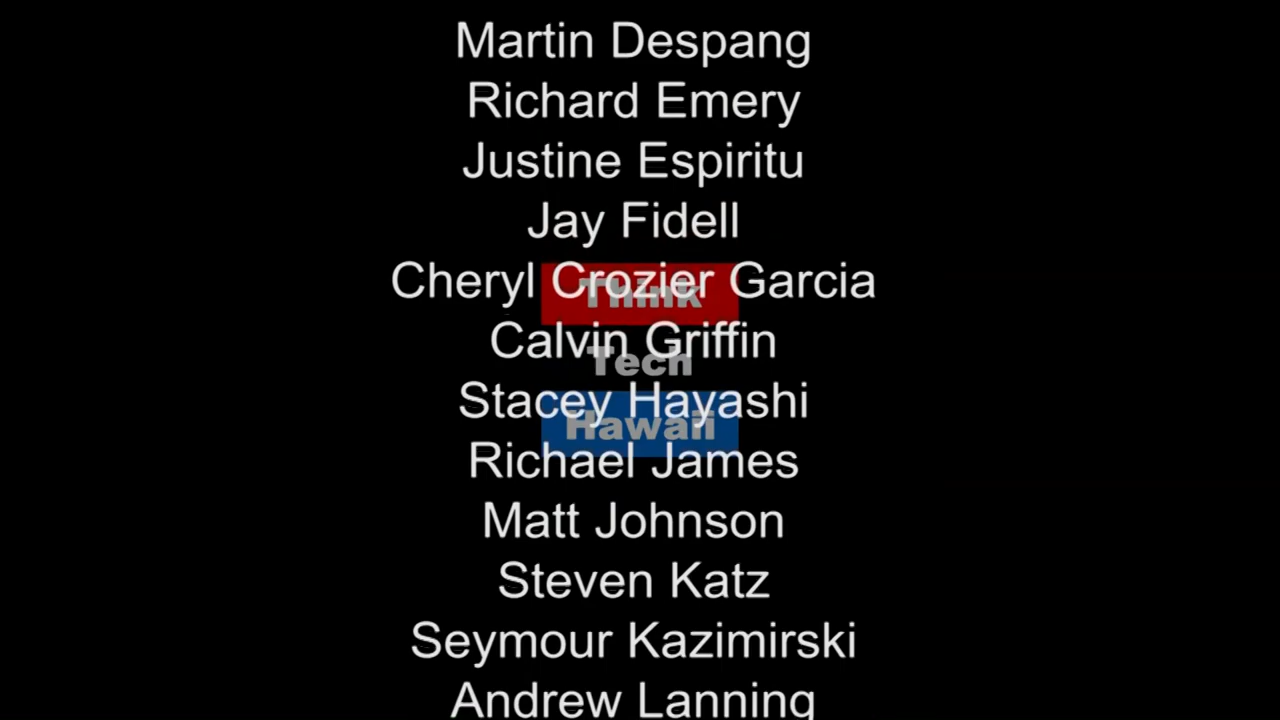 Martin Despang
Richard Emery
Justine Espiritu
Jay Fidell
Cheryl Crozier Garcia
Think
Calvin Griffin
Tech
Stacey Hayashi
Hawaii
Richael James
Matt Johnson
Steven Katz
Seymour Kazimirski
Andrew Lanning